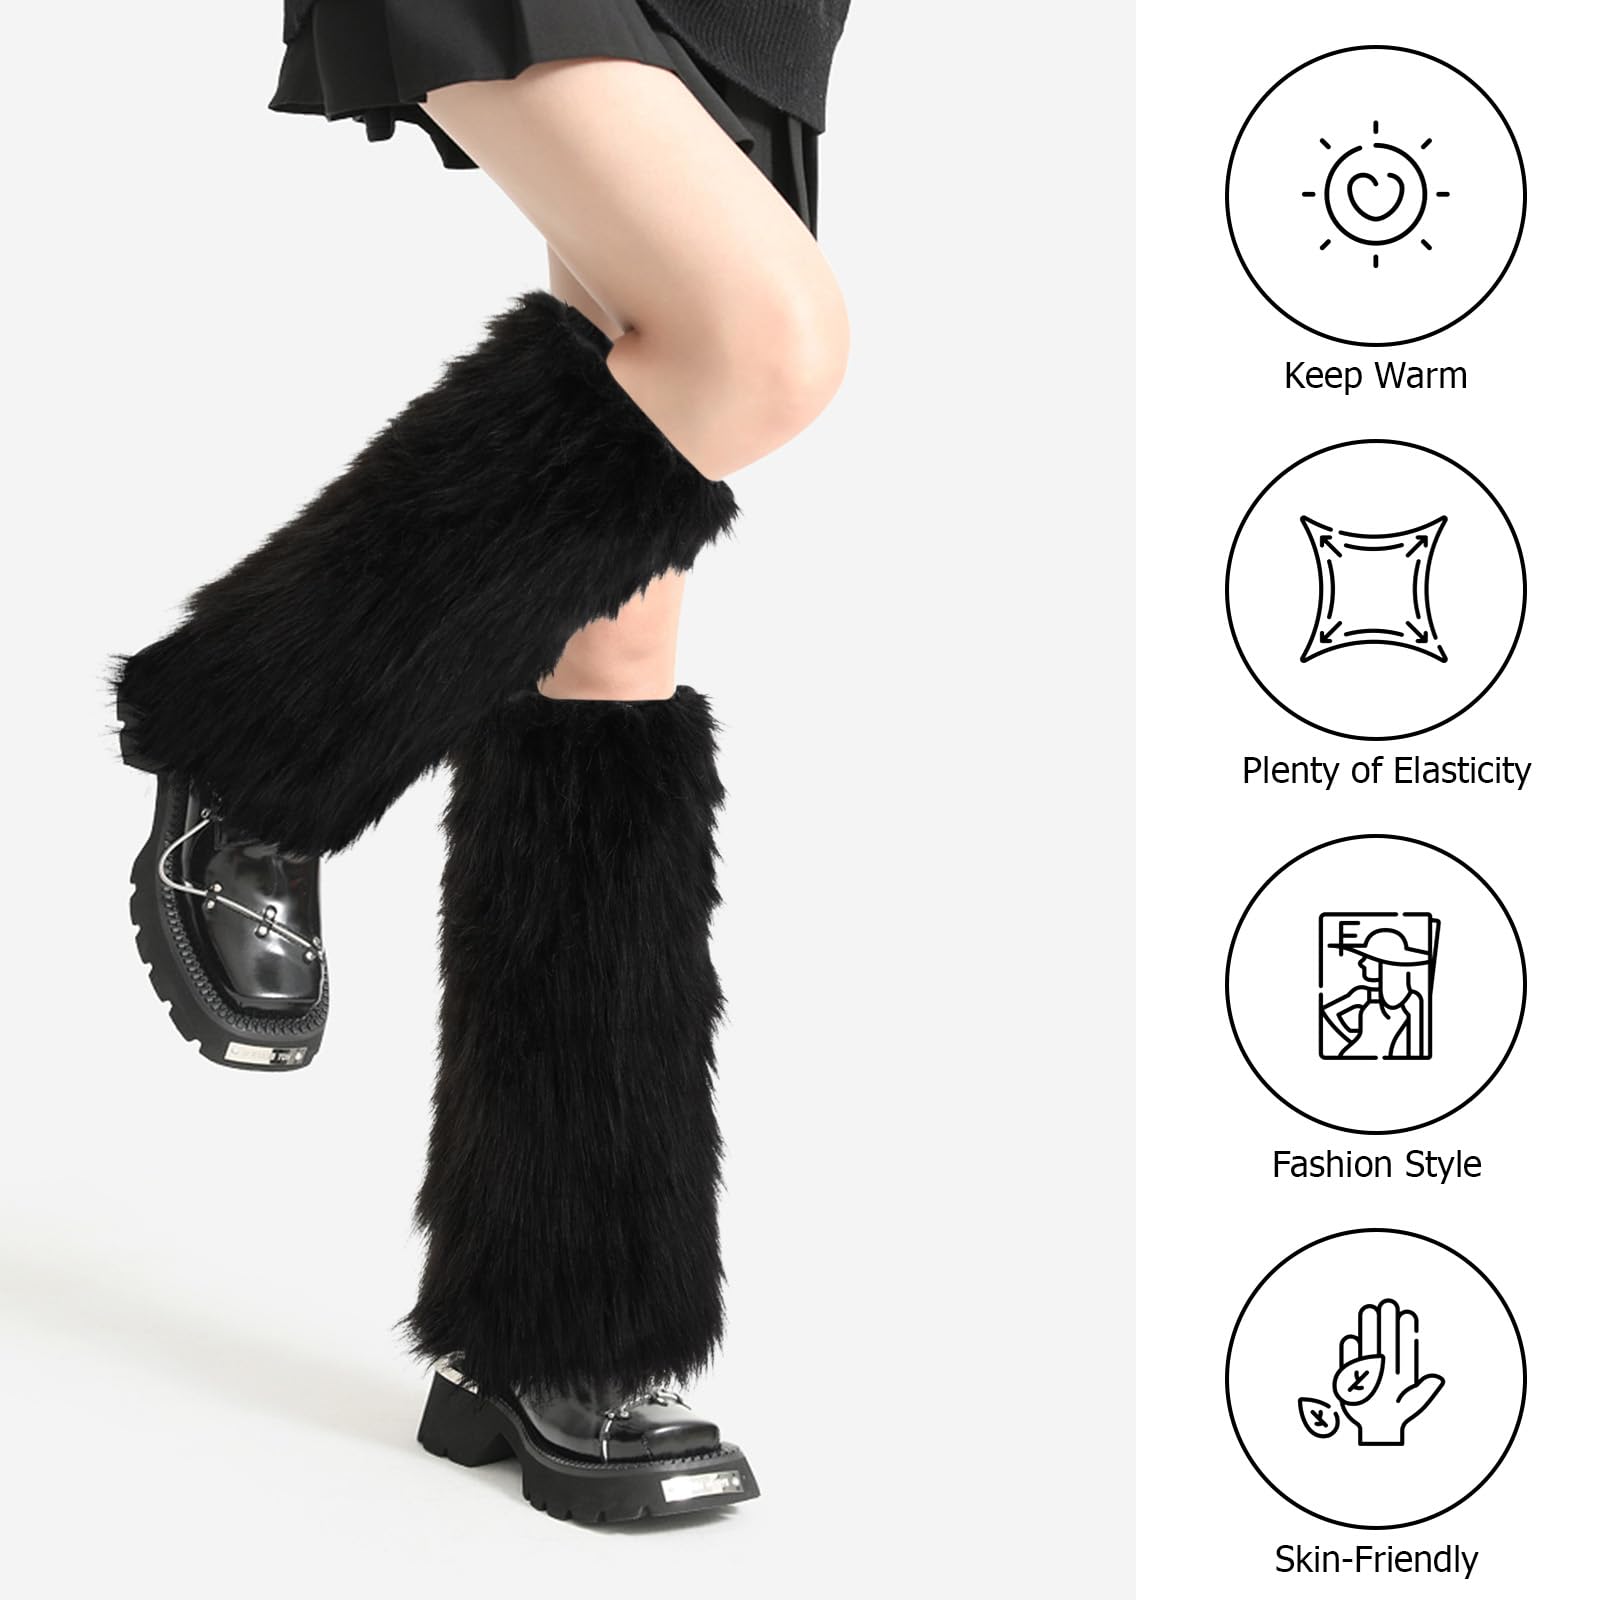 Keep Warm
Plenty of Elasticity
F
Fashion Style
Skin-Friendly